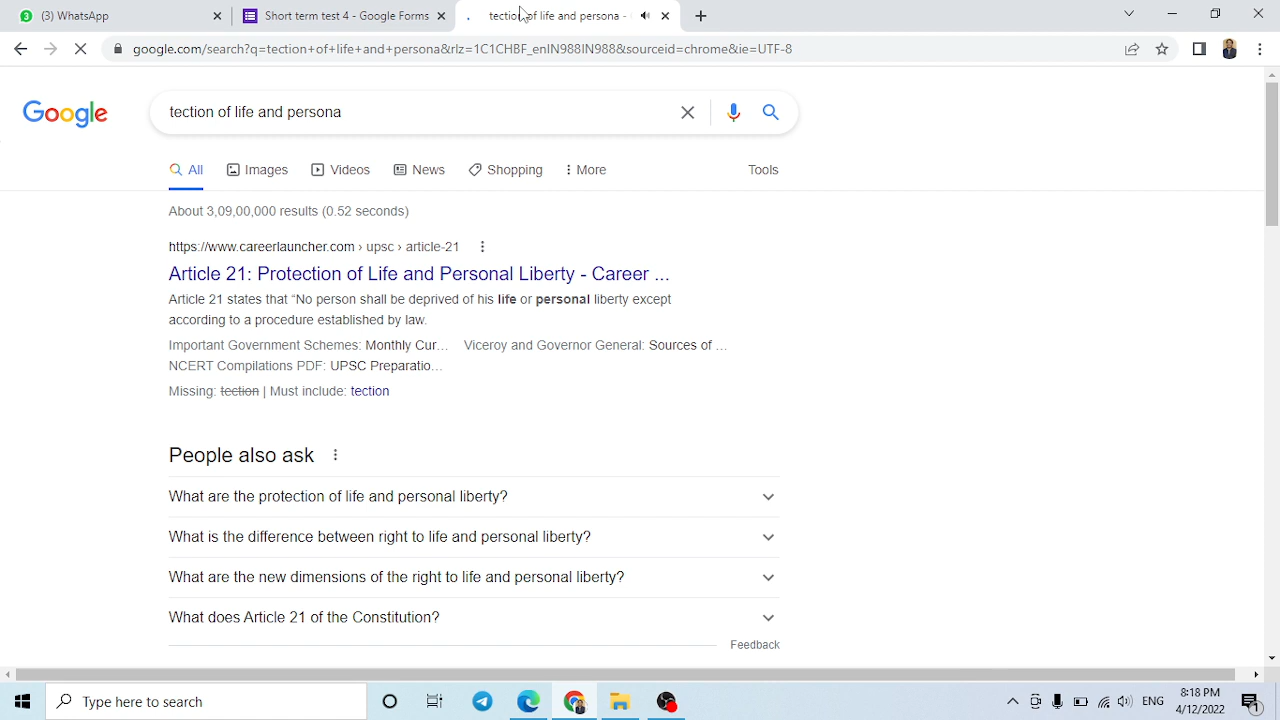 (3) WhatsApp
Short term test 4 - Google Forms
tection of life and persona -
google.com/search?q=tection+of+life+and+persona&rlz=1C1CHBF_enIN988IN988&sourceid=chrome&ie=UTF-8
Google
tection of life and persona
All
Images
Videos
News
Shopping
More
Tools
About 3,09,00,000 results (0.52 seconds)
https://www.careerlauncher.com › upsc › article-21
Article 21: Protection of Life and Personal Liberty - Career ...
Article 21 states that “No person shall be deprived of his life or personal liberty except
according to a procedure established by law.
Important Government Schemes: Monthly Cur... Viceroy and Governor General: Sources of ...
NCERT Compilations PDF: UPSC Preparatio...
Missing: tection | Must include: tection
People also ask
What are the protection of life and personal liberty?
What is the difference between right to life and personal liberty?
What are the new dimensions of the right to life and personal liberty?
What does Article 21 of the Constitution?
Feedback
Type here to search
ENG
8:18 PM
4/12/2022
1